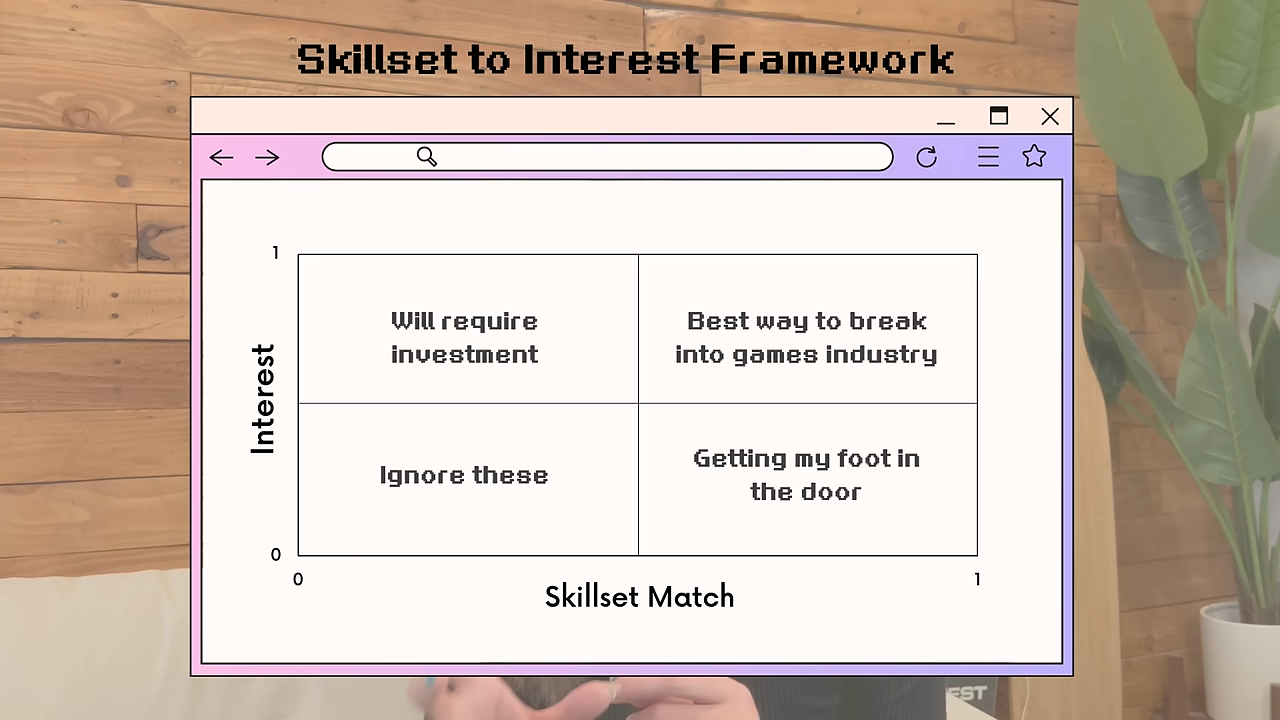 Skillset to Interest Framework
1
Will require
investment
Best way to break
into games industry
Interest
Ignore these
Getting my foot in
the door
0
0
1
Skillset Match
EST